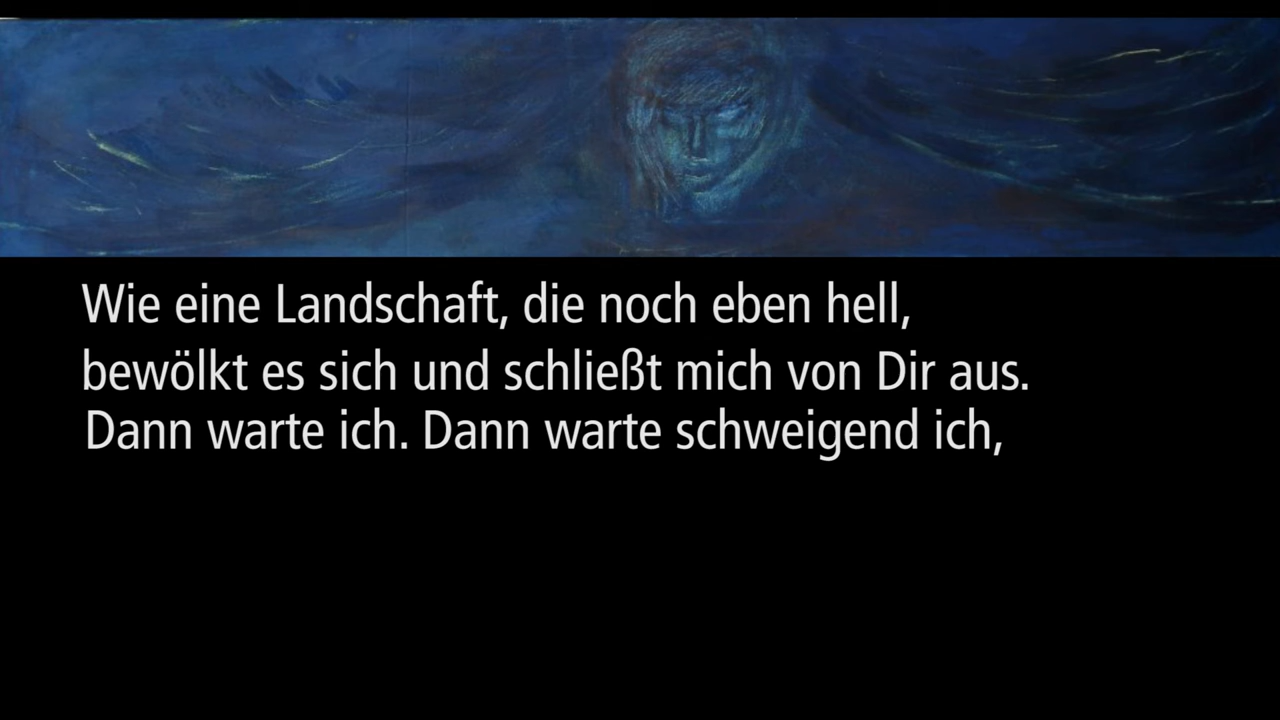 Wie eine Landschaft, die noch eben hell,
bewölkt es sich und schließt mich von Dir aus.
Dann warte ich. Dann warte schweigend ich,